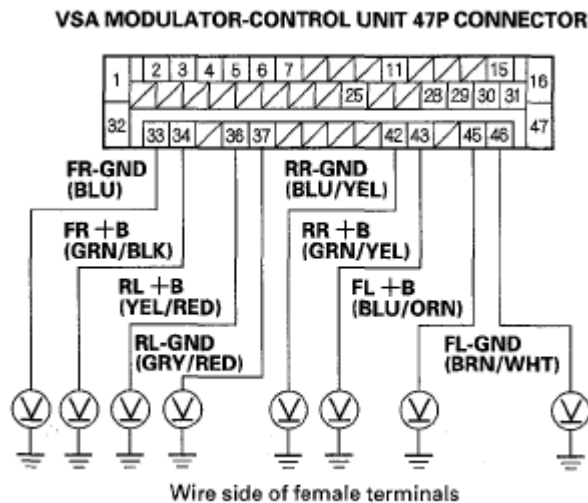 VSA MODULATOR-CONTROL UNIT 47P CONNECTOR
1 2 3 4 5 6 7 11 15 16
25 28 29 30 31
32 33 34 36 37 42 43 45 46 47
FR-GND
(BLU)
FR +B
(GRN/BLK)
RL +B
(YEL/RED)
RL-GND
(GRY/RED)
RR-GND
(BLU/YEL)
RR +B
(GRN/YEL)
FL +B
(BLU/ORN)
FL-GND
(BRN/WHT)
V V V V V V V V
Wire side of female terminals